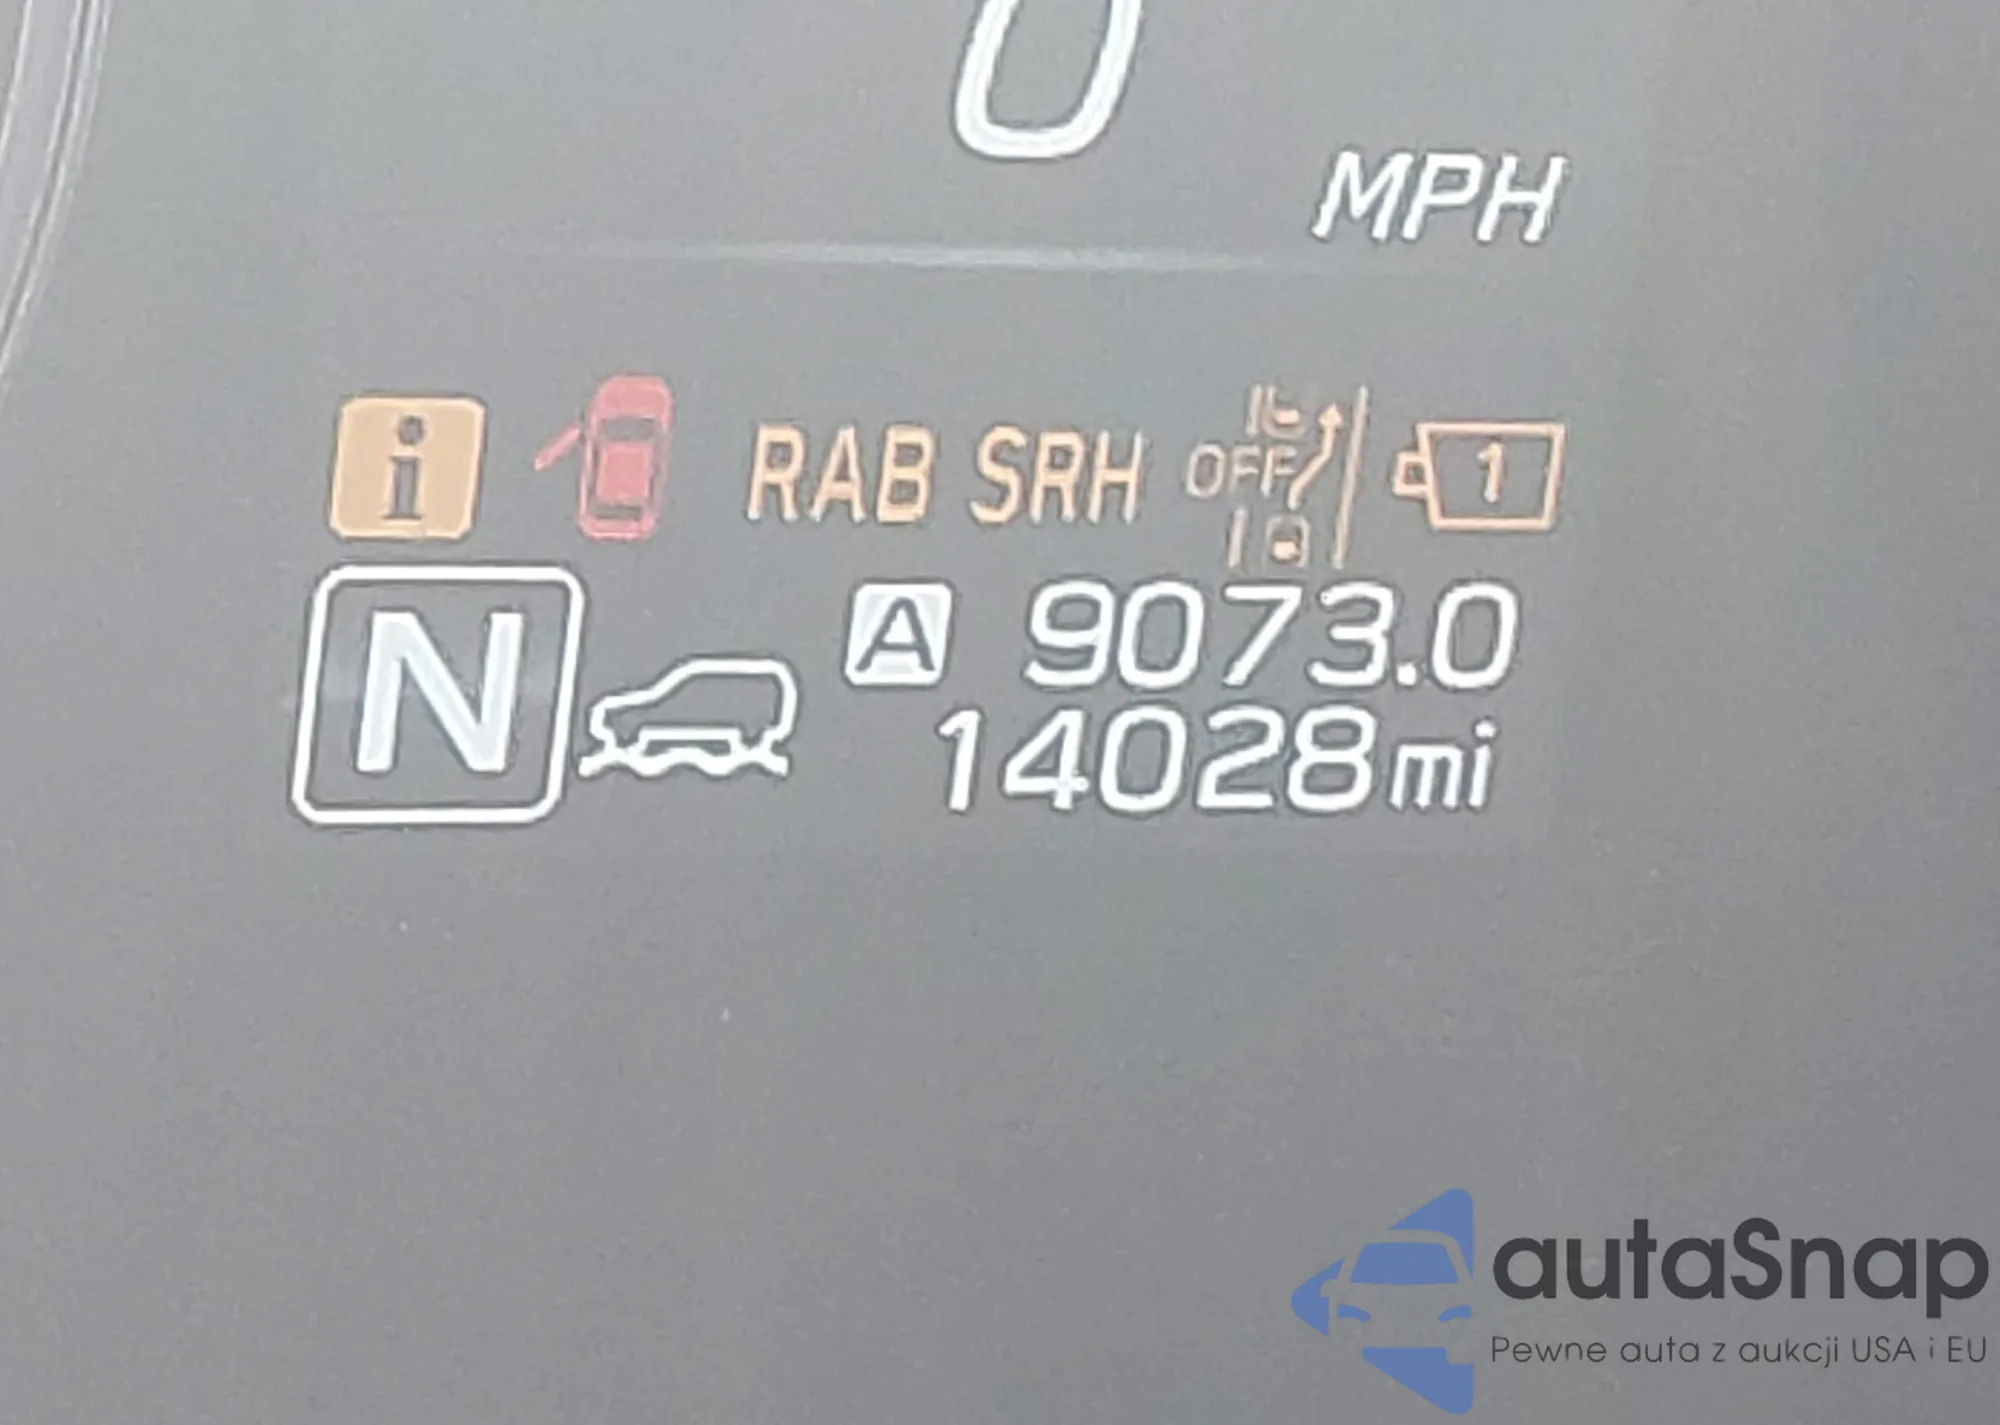 0
MPH
i
RAB SRH OFF 1
N
A 9073.0
14028mi
autaSnap
Pewne auta z aukcji USA i EU